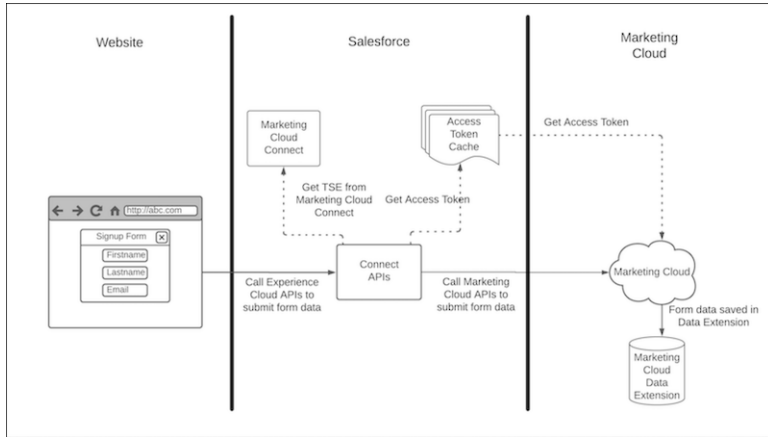 Website
Salesforce
Marketing
Cloud
Marketing
Cloud
Connect
Access
Token
Cache
Get Access Token
Get TSE from
Marketing Cloud
Connect
Get Access Token
http://abc.com
Signup Form
Firstname
Lastname
Email
Call Experience
Cloud APIs to
submit form data
Connect
APIs
Call Marketing
Cloud APIs to
submit form data
Marketing Cloud
Form data saved in
Data Extension
Marketing
Cloud
Data
Extension